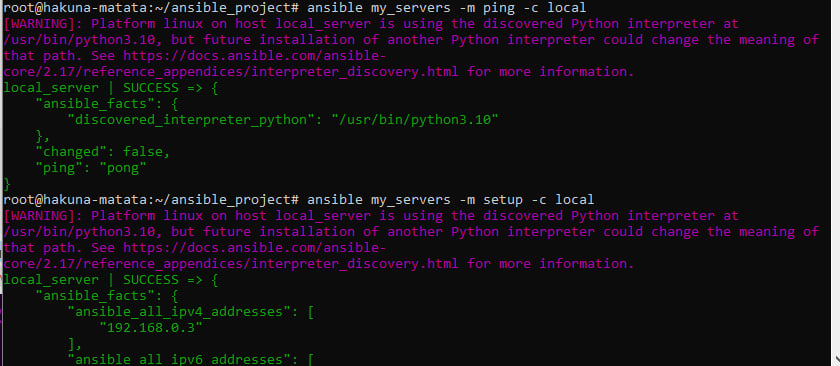 root@hakuna-matata:~/ansible_project# ansible my_servers -m ping -c local
[WARNING]: Platform linux on host local_server is using the discovered Python interpreter at
/usr/bin/python3.10, but future installation of another Python interpreter could change the meaning of
that path. See https://docs.ansible.com/ansible-
core/2.17/reference_appendices/interpreter_discovery.html for more information.
local_server | SUCCESS => {
    "ansible_facts": {
        "discovered_interpreter_python": "/usr/bin/python3.10"
    },
    "changed": false,
    "ping": "pong"
}
root@hakuna-matata:~/ansible_project# ansible my_servers -m setup -c local
[WARNING]: Platform linux on host local_server is using the discovered Python interpreter at
/usr/bin/python3.10, but future installation of another Python interpreter could change the meaning of
that path. See https://docs.ansible.com/ansible-
core/2.17/reference_appendices/interpreter_discovery.html for more information.
local_server | SUCCESS => {
    "ansible_facts": {
        "ansible_all_ipv4_addresses": [
            "192.168.0.3"
        ],
        "ansible_all_ipv6_addresses": [